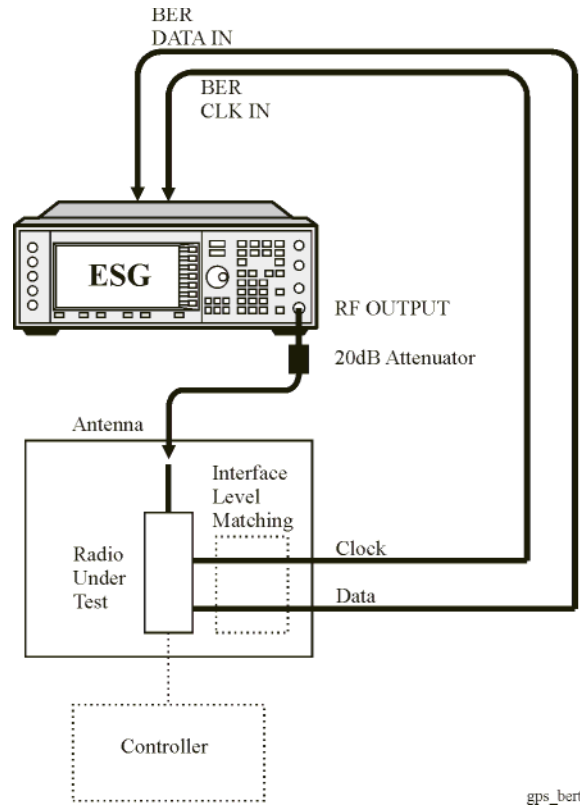 BER
DATA IN
BER
CLK IN
ESG
RF OUTPUT
20dB Attenuator
Antenna
Interface
Level
Matching
Radio
Under
Test
Clock
Data
Controller
gps_bert